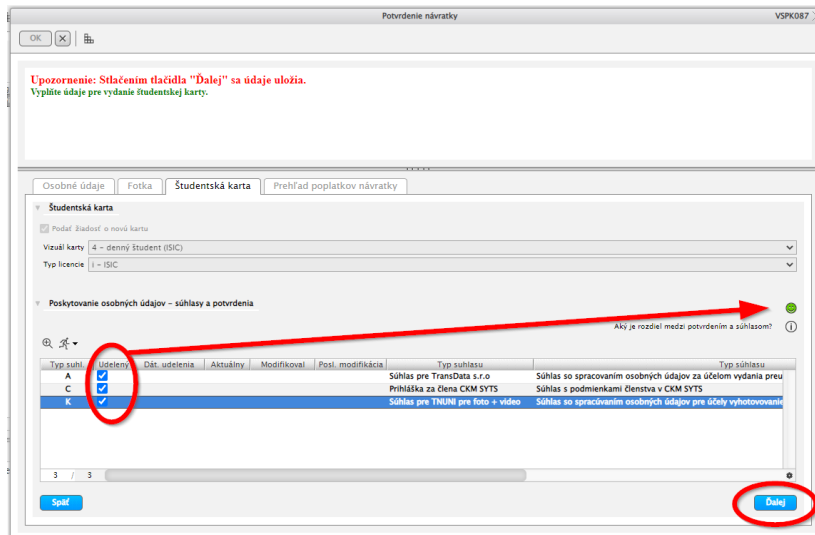 Potvrdenie návratky VSPK087
OK
Upozornenie: Stlačením tlačidla "Ďalej" sa údaje uložia.
Vyplňte údaje pre vydanie študentskej karty.
Osobné údaje Fotka Študentská karta Prehľad poplatkov návratky
Študentská karta
Podať žiadosť o novú kartu
Vizuál karty 4 - denný študent (ISIC)
Typ licencie i - ISIC
Poskytovanie osobných údajov - súhlasy a potvrdenia
Aký je rozdiel medzi potvrdením a súhlasom?
Typ suhl. Udelený Dát. udelenia Aktuálny Modifikoval Posl. modifikácia Typ suhlasu Typ súhlasu
A Súhlas pre TransData s.r.o Súhlas so spracovaním osobných údajov za účelom vydania preu
C Prihláška za člena CKM SYTS Súhlas s podmienkami členstva v CKM SYTS
K Súhlas pre TNUNI pre foto + video Súhlas so spracúvaním osobných údajov pre účely vyhotovovanie
3 / 3
Späť Ďalej